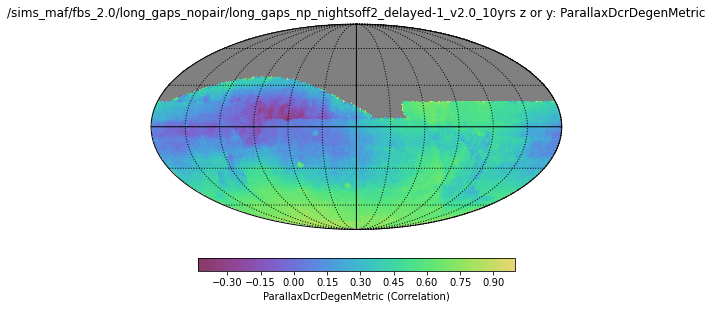 /sims_maf/fbs_2.0/long_gaps_nopair/long_gaps_np_nightsoff2_delayed-1_v2.0_10yrs z or y: ParallaxDcrDegenMetric
−0.30 −0.15 0.00 0.15 0.30 0.45 0.60 0.75 0.90
ParallaxDcrDegenMetric (Correlation)